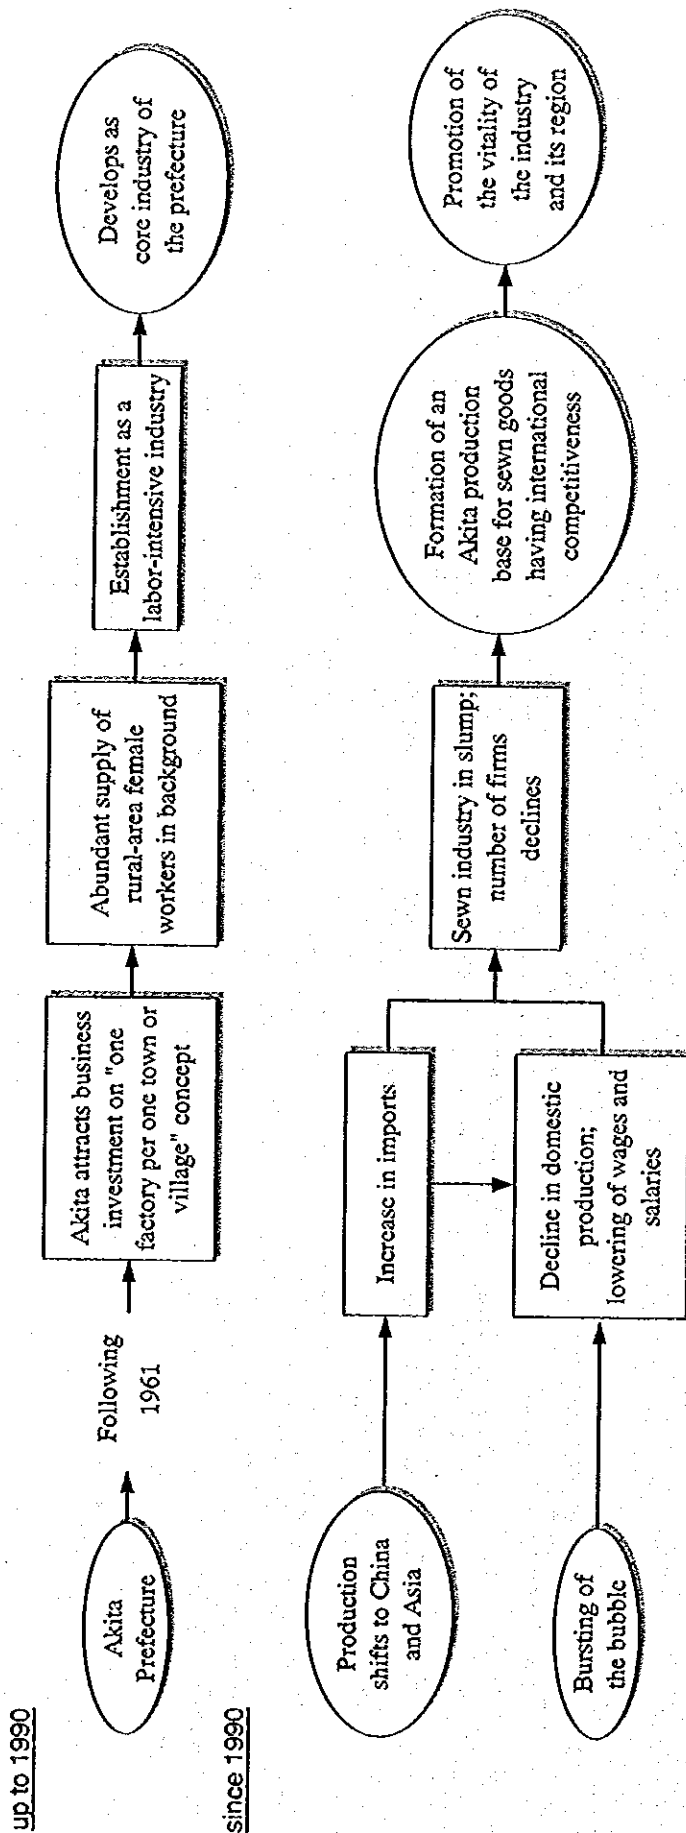 up to 1990
Akita
Prefecture
Following
1961
Akita attracts business
investment on "one
factory per one town or
village" concept
Abundant supply of
rural-area female
workers in background
Establishment as a
labor-intensive industry
Develops as
core industry of
the prefecture
since 1990
Production
shifts to China
and Asia
Bursting of
the bubble
Increase in imports
Decline in domestic
production;
lowering of wages and
salaries
Sewn industry in slump;
number of firms
declines
Formation of an
Akita production
base for sewn goods
having international
competitiveness
Promotion of
the vitality of
the industry
and its region